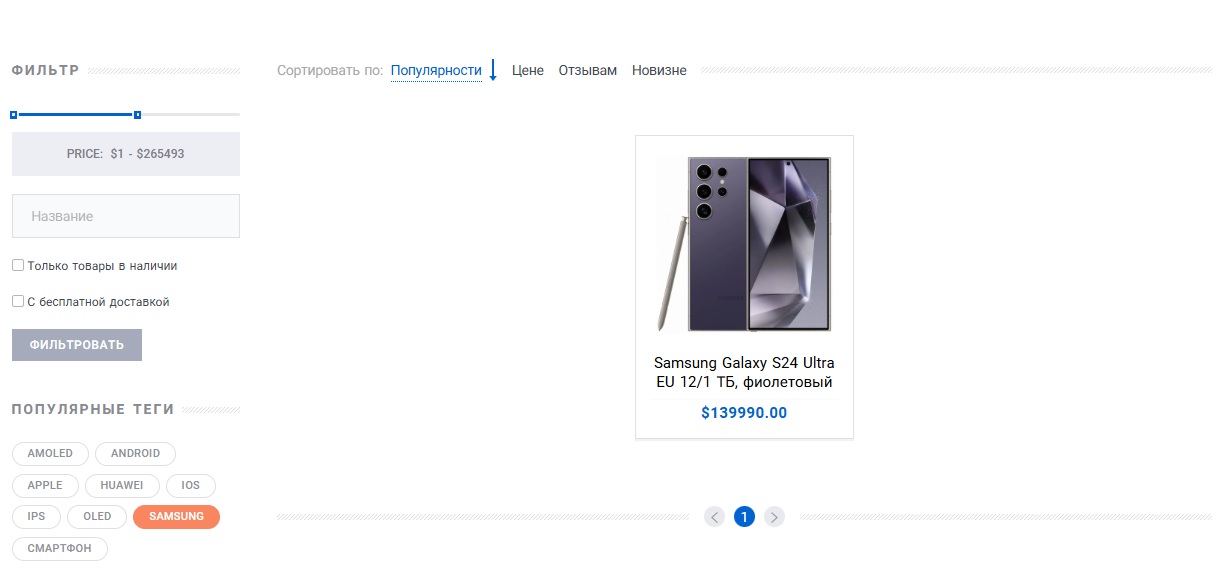 ФИЛЬТР
PRICE: $1 - $265493
Название
Только товары в наличии
С бесплатной доставкой
ФИЛЬТРОВАТЬ
ПОПУЛЯРНЫЕ ТЕГИ
AMOLED ANDROID
APPLE HUAWEI IOS
IPS OLED SAMSUNG
СМАРТФОН
Сортировать по: Популярности Цене Отзывам Новизне
Samsung Galaxy S24 Ultra
EU 12/1 ТБ, фиолетовый
$139990.00
1